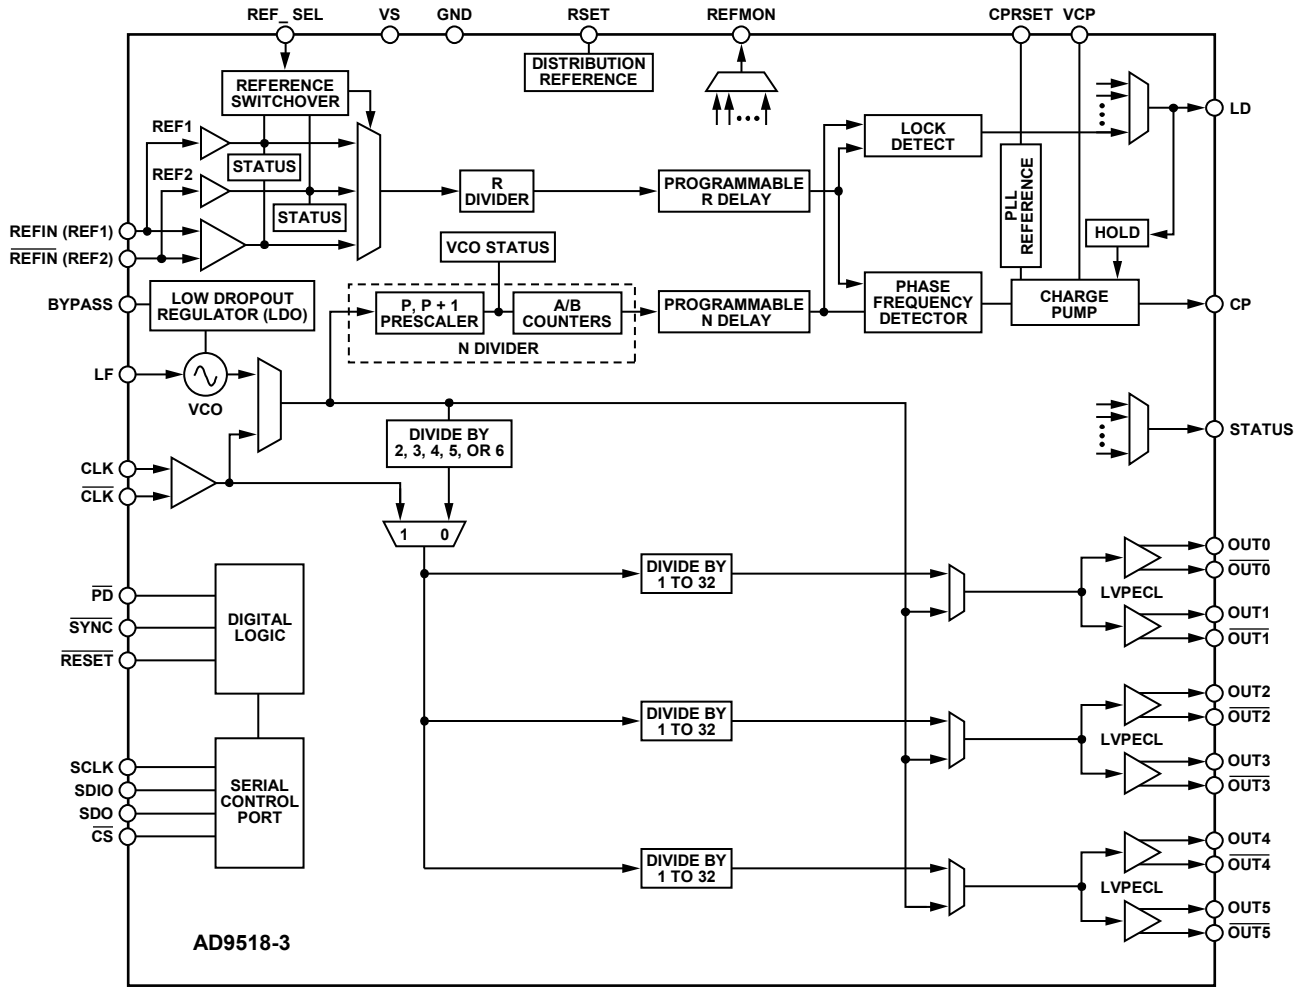 REF_SEL
VS
GND
RSET
REFMON
CPRSET
VCP
DISTRIBUTION
REFERENCE
REFERENCE
SWITCHOVER
REF1
STATUS
REF2
STATUS
R
DIVIDER
PROGRAMMABLE
R DELAY
LOCK
DETECT
LD
PLL
REFERENCE
HOLD
REFIN (REF1)
REFIN (REF2)
VCO STATUS
BYPASS
LOW DROPOUT
REGULATOR (LDO)
P, P + 1
PRESCALER
A/B
COUNTERS
N DIVIDER
PROGRAMMABLE
N DELAY
PHASE
FREQUENCY
DETECTOR
CHARGE
PUMP
CP
LF
VCO
STATUS
DIVIDE BY
2, 3, 4, 5, OR 6
CLK
CLK
1 0
DIVIDE BY
1 TO 32
OUT0
OUT0
LVPECL
OUT1
OUT1
PD
SYNC
RESET
DIGITAL
LOGIC
DIVIDE BY
1 TO 32
OUT2
OUT2
LVPECL
OUT3
OUT3
SCLK
SDIO
SDO
CS
SERIAL
CONTROL
PORT
DIVIDE BY
1 TO 32
OUT4
OUT4
LVPECL
OUT5
OUT5
AD9518-3